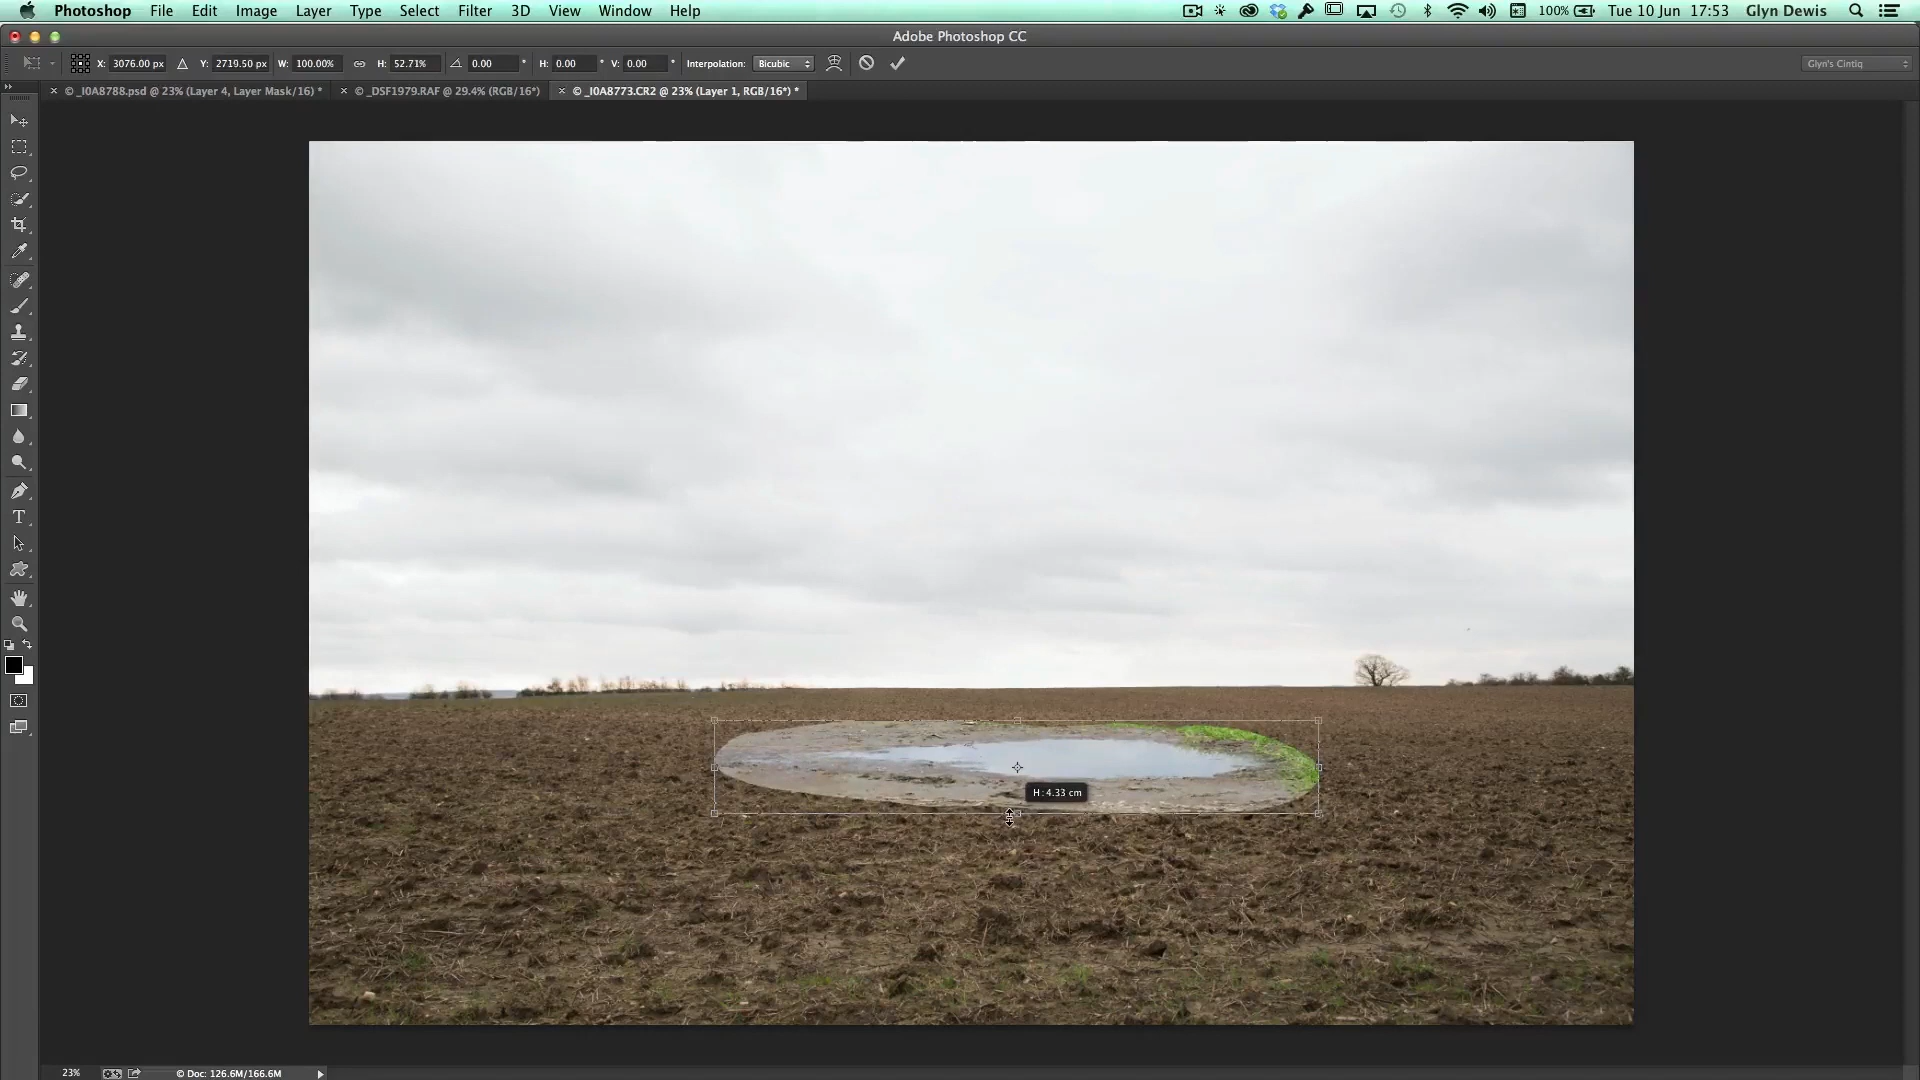 Photoshop File Edit Image Layer Type Select Filter 3D View Window Help 100% Tue 10 Jun 17:53 Glyn Dewis
Adobe Photoshop CC
X: 3076.00 px Y: 2719.50 px W: 100.00% H: 52.71% 0.00 ° H: 0.00 ° V: 0.00 ° Interpolation: Bicubic Glyn's Cintiq
× © _I0A8788.psd @ 23% (Layer 4, Layer Mask/16) * × © _DSF1979.RAF @ 29.4% (RGB/16*) × © _I0A8773.CR2 @ 23% (Layer 1, RGB/16*) *
T
H: 4.33 cm
23% © Doc: 126.6M/166.6M